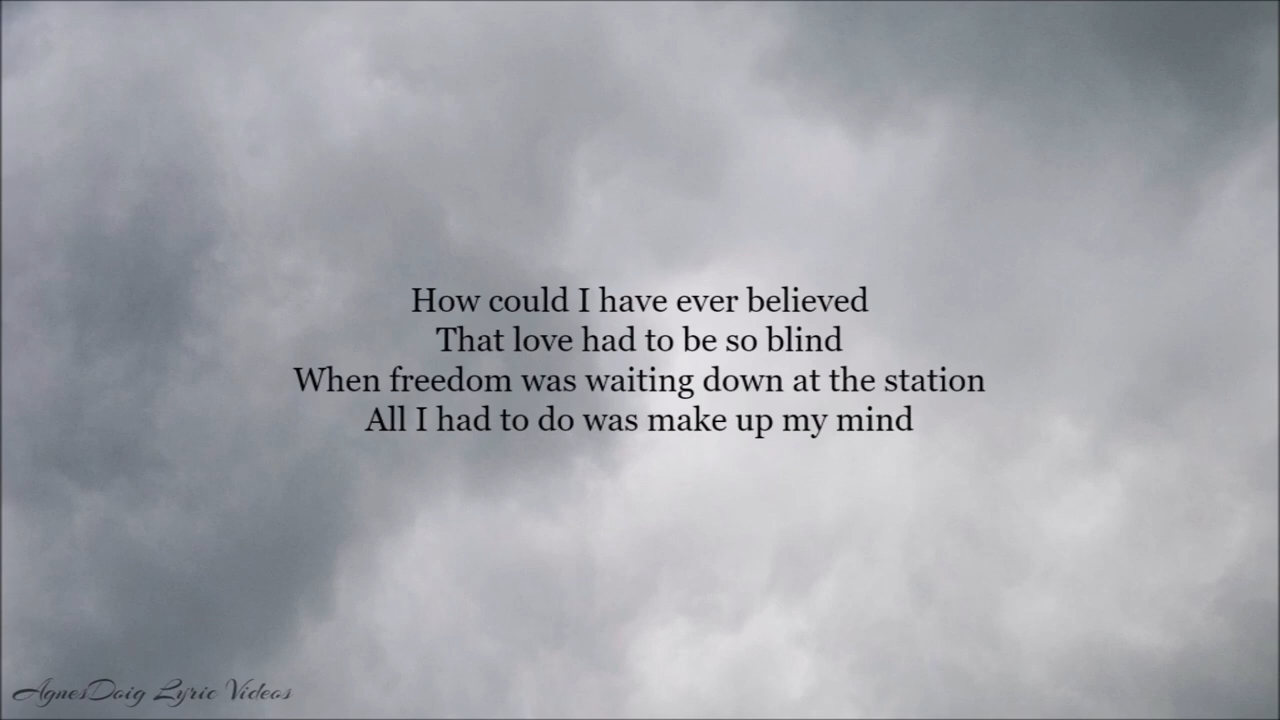 How could I have ever believed
That love had to be so blind
When freedom was waiting down at the station
All I had to do was make up my mind
AgnesDoig Lyric Videos